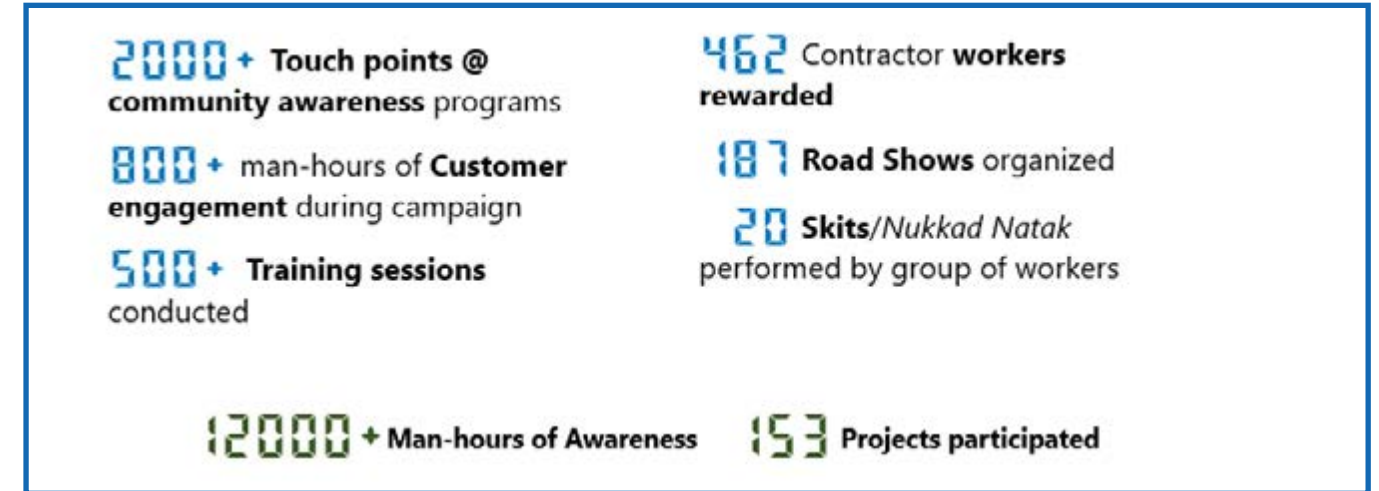 2000+ Touch points @
community awareness programs
800+ man-hours of Customer
engagement during campaign
500+ Training sessions
conducted
462 Contractor workers
rewarded
187 Road Shows organized
20 Skits/Nukkad Natak
performed by group of workers
12000+ Man-hours of Awareness
153 Projects participated